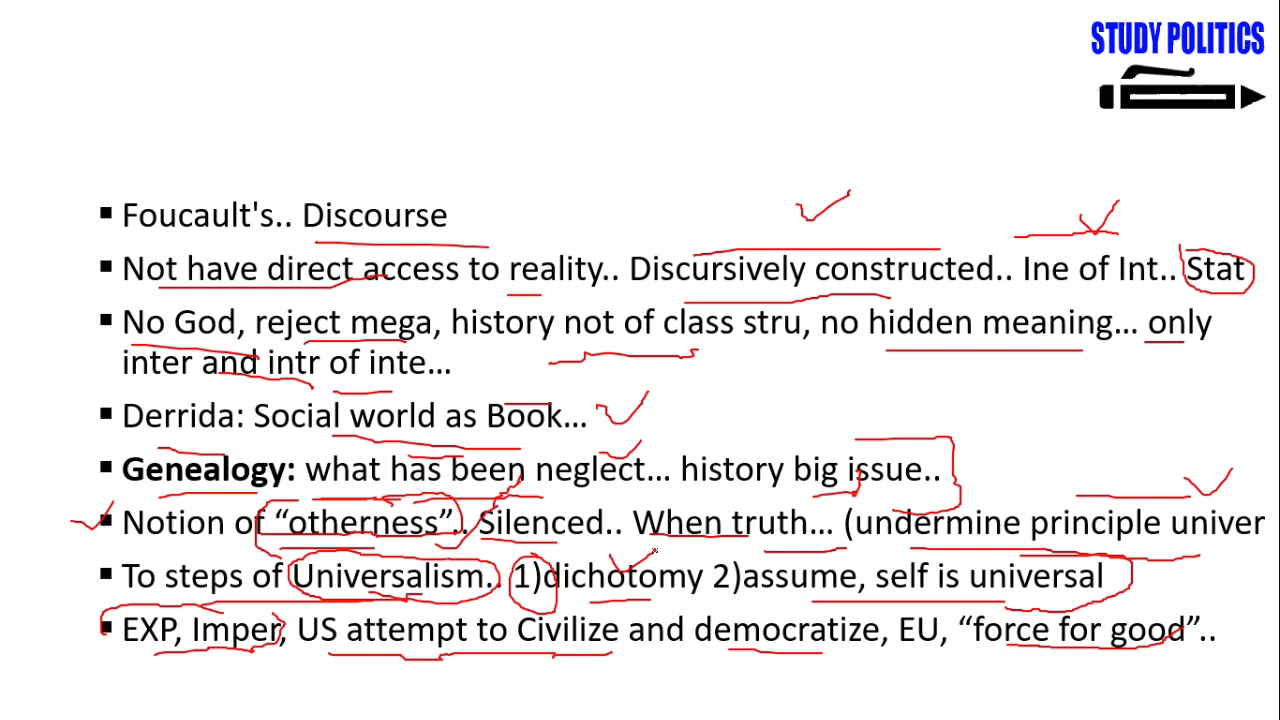 STUDY POLITICS
▪ Foucault's.. Discourse
▪ Not have direct access to reality.. Discursively constructed.. Ine of Int.. Stat
▪ No God, reject mega, history not of class stru, no hidden meaning... only
inter and intr of inte...
▪ Derrida: Social world as Book...
▪ Genealogy: what has been neglect... history big issue..
▪ Notion of “otherness”.. Silenced.. When truth... (undermine principle univer
▪ To steps of Universalism.. 1)dichotomy 2)assume, self is universal
▪ EXP, Imper, US attempt to Civilize and democratize, EU, “force for good”..